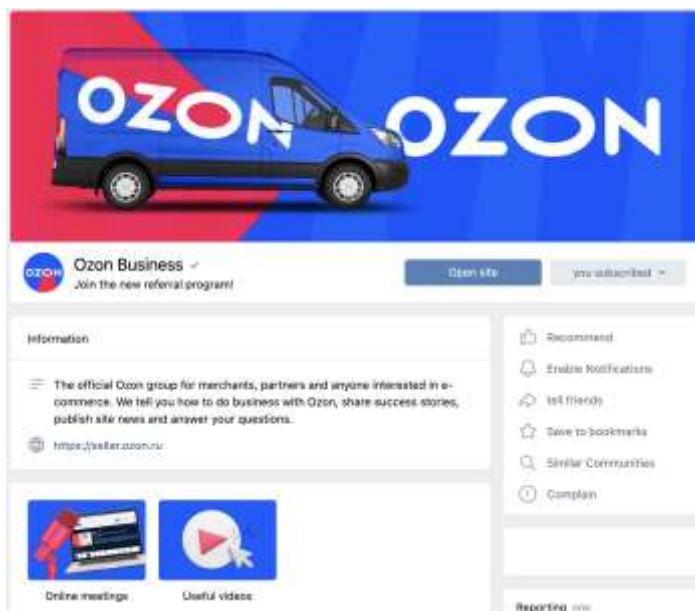 OZON
OZON
OZON
Ozon Business
Join the new referral program!
Open site
you subscribed
Information
The official Ozon group for merchants, partners and anyone interested in e-
commerce. We tell you how to do business with Ozon, share success stories,
publish site news and answer your questions.
https://seller.ozon.ru
Recommend
Enable Notifications
tell friends
Save to bookmarks
Similar Communities
Complain
Online meetings
Useful videos
Reporting